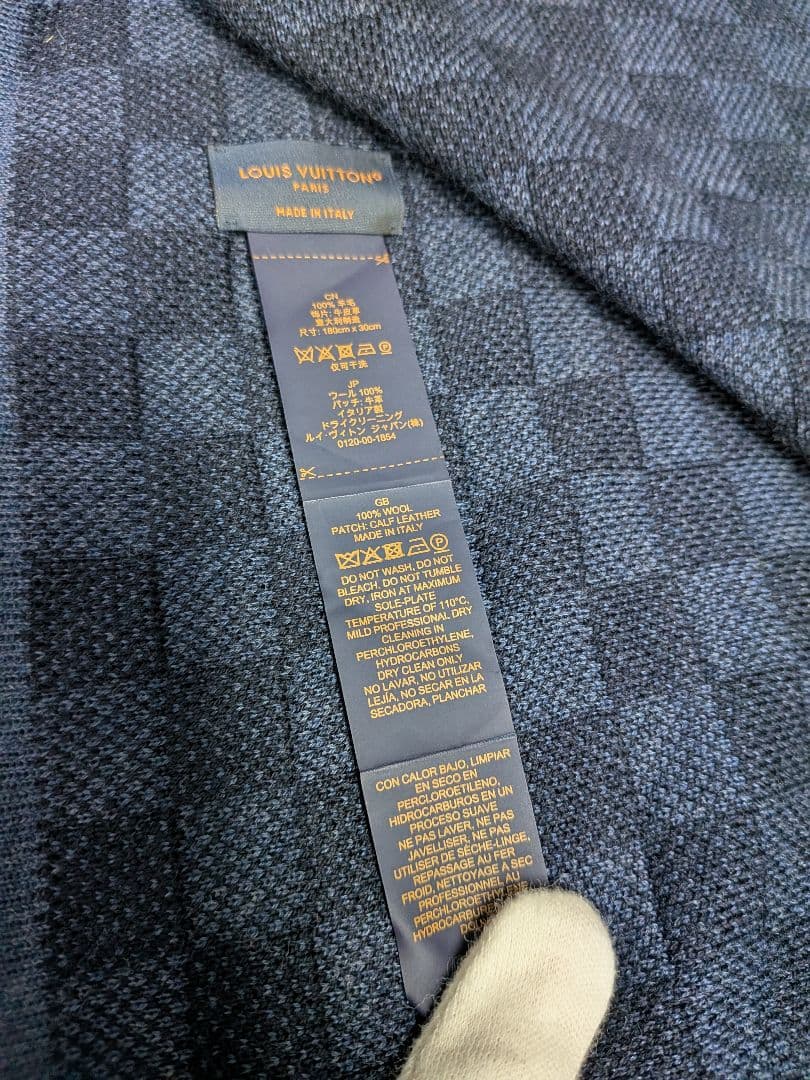 LOUIS VUITTON®
PARIS
MADE IN ITALY
CN
100% 羊毛
饰片: 牛皮革
意大利制造
尺寸: 180cm x 30cm
仅可干洗
JP
ウール 100%
パッチ: 牛革
イタリア製
ドライクリーニング
ルイ・ヴィトン ジャパン(株)
0120-00-1854
GB
100% WOOL
PATCH: CALF LEATHER
MADE IN ITALY
DO NOT WASH, DO NOT
BLEACH, DO NOT TUMBLE
DRY, IRON AT MAXIMUM
SOLE-PLATE
TEMPERATURE OF 110°C,
MILD PROFESSIONAL DRY
CLEANING IN
PERCHLOROETHYLENE,
HYDROCARBONS
DRY CLEAN ONLY
NO LAVAR, NO UTILIZAR
LEJÍA, NO SECAR EN LA
SECADORA, PLANCHAR
CON CALOR BAJO, LIMPIAR
EN SECO EN
PERCLOROETILENO,
HIDROCARBUROS EN UN
PROCESO SUAVE
NE PAS LAVER, NE PAS
JAVELLISER, NE PAS
UTILISER DE SÈCHE-LINGE,
REPASSAGE AU FER
FROID, NETTOYAGE A SEC
PROFESSIONNEL AU
PERCHLOROETHYLENE